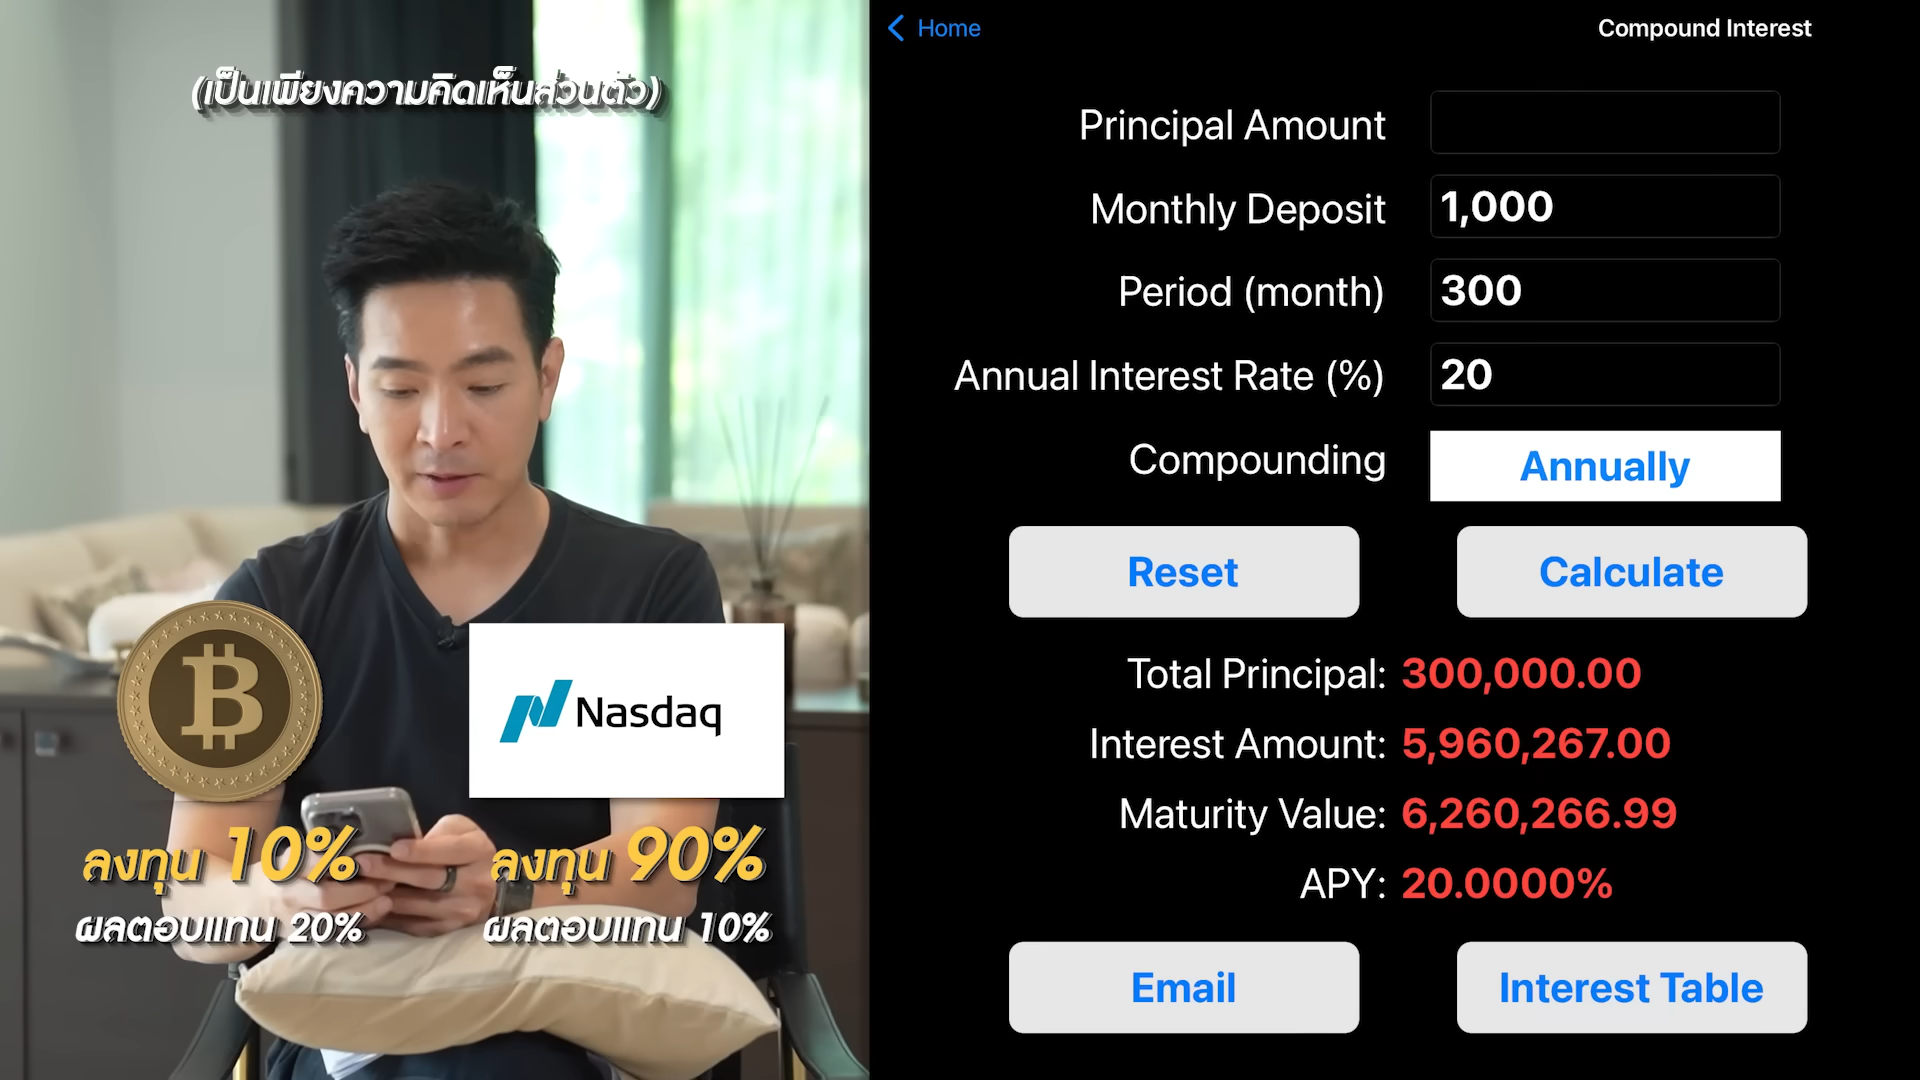 (เป็นเพียงความคิดเห็นส่วนตัว)
Nasdaq
ลงทุน 10%
ผลตอบแทน 20%
ลงทุน 90%
ผลตอบแทน 10%
Home
Compound Interest
Principal Amount
Monthly Deposit 1,000
Period (month) 300
Annual Interest Rate (%) 20
Compounding Annually
Reset Calculate
Total Principal: 300,000.00
Interest Amount: 5,960,267.00
Maturity Value: 6,260,266.99
APY: 20.0000%
Email Interest Table